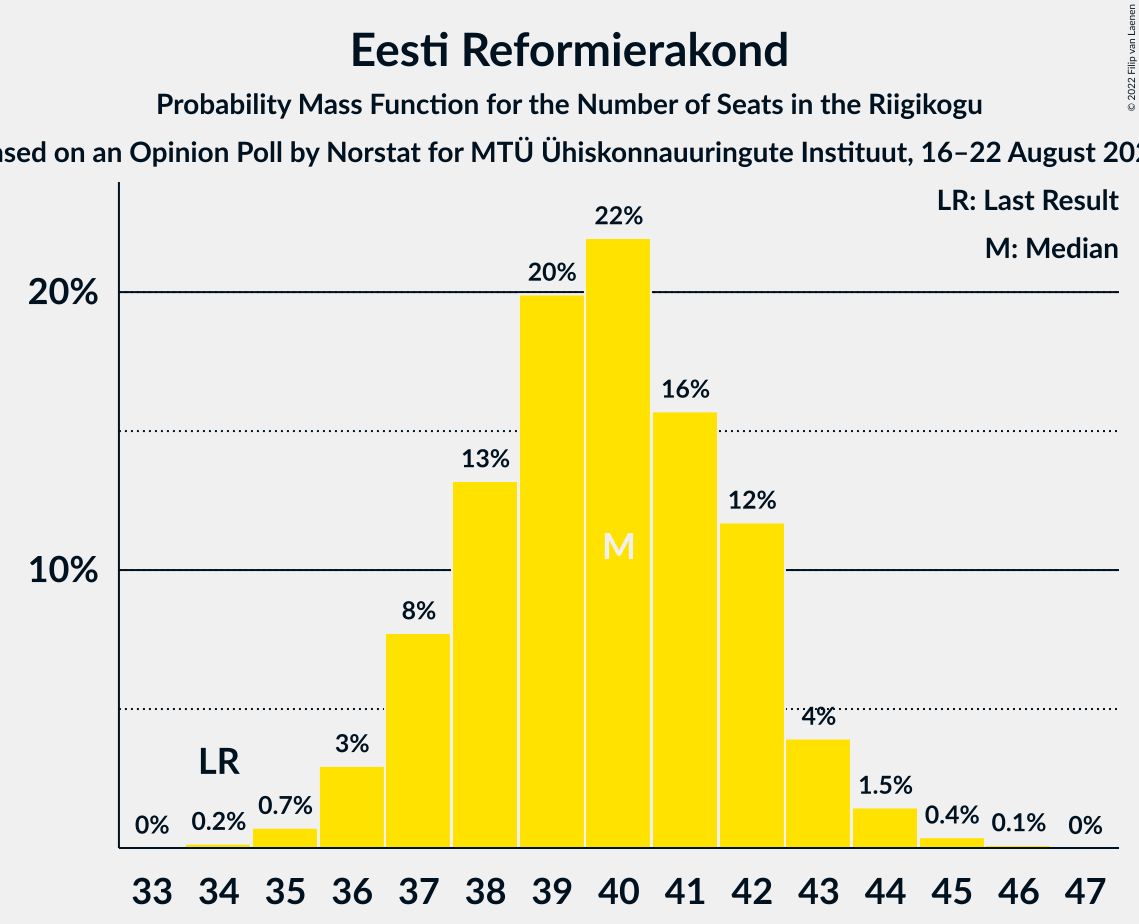 Eesti Reformierakond
Probability Mass Function for the Number of Seats in the Riigikogu
on an Opinion Poll by Norstat for MTÜ Ühiskonnauuringute Instituut, 16–22 August
© 2022 Filip van Laenen
LR: Last Result
M: Median
20%
10%
0%
0.2%
0.7%
3%
8%
13%
20%
22%
16%
12%
4%
1.5%
0.4%
0.1%
0%
LR
M
33 34 35 36 37 38 39 40 41 42 43 44 45 46 47